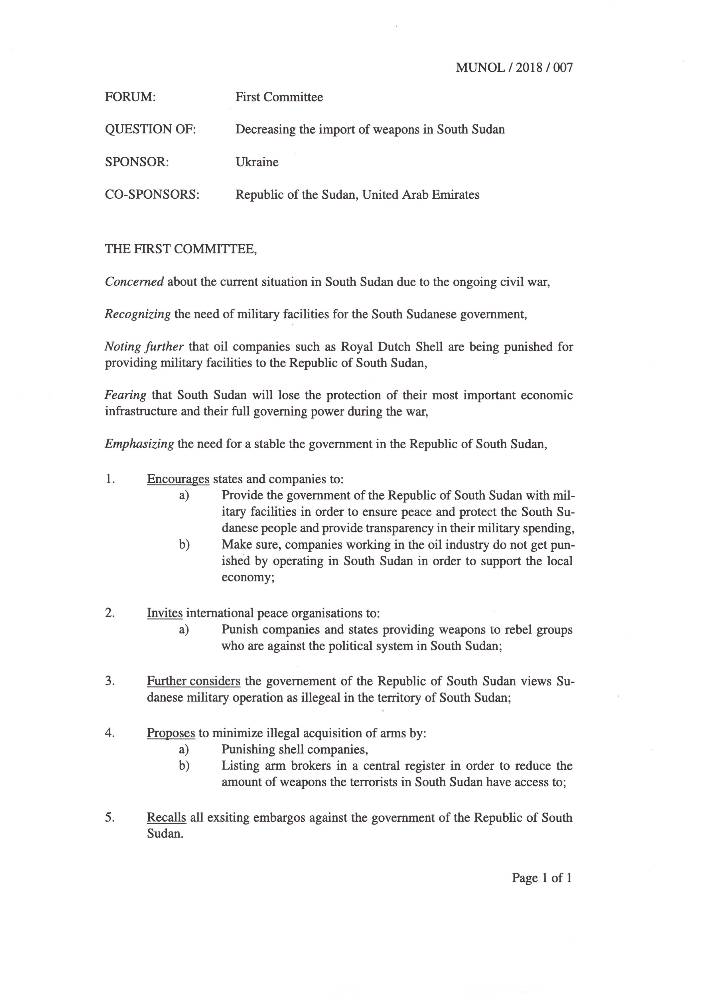 MUNOL / 2018 / 007
FORUM: First Committee
QUESTION OF: Decreasing the import of weapons in South Sudan
SPONSOR: Ukraine
CO-SPONSORS: Republic of the Sudan, United Arab Emirates
THE FIRST COMMITTEE,
Concerned about the current situation in South Sudan due to the ongoing civil war,
Recognizing the need of military facilities for the South Sudanese government,
Noting further that oil companies such as Royal Dutch Shell are being punished for
providing military facilities to the Republic of South Sudan,
Fearing that South Sudan will lose the protection of their most important economic
infrastructure and their full governing power during the war,
Emphasizing the need for a stable the government in the Republic of South Sudan,
1. Encourages states and companies to:
a) Provide the government of the Republic of South Sudan with mil-
itary facilities in order to ensure peace and protect the South Su-
danese people and provide transparency in their military spending,
b) Make sure, companies working in the oil industry do not get pun-
ished by operating in South Sudan in order to support the local
economy;
2. Invites international peace organisations to:
a) Punish companies and states providing weapons to rebel groups
who are against the political system in South Sudan;
3. Further considers the governement of the Republic of South Sudan views Su-
danese military operation as illegeal in the territory of South Sudan;
4. Proposes to minimize illegal acquisition of arms by:
a) Punishing shell companies,
b) Listing arm brokers in a central register in order to reduce the
amount of weapons the terrorists in South Sudan have access to;
5. Recalls all exsiting embargos against the government of the Republic of South
Sudan.
Page 1 of 1